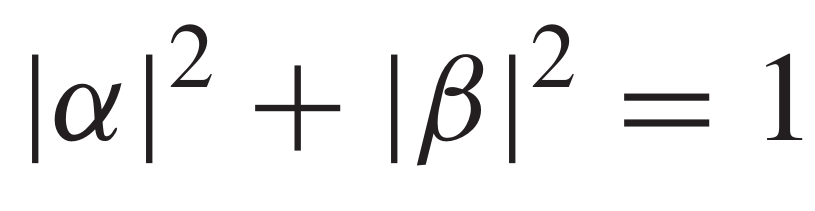 |α|² + |β|² = 1